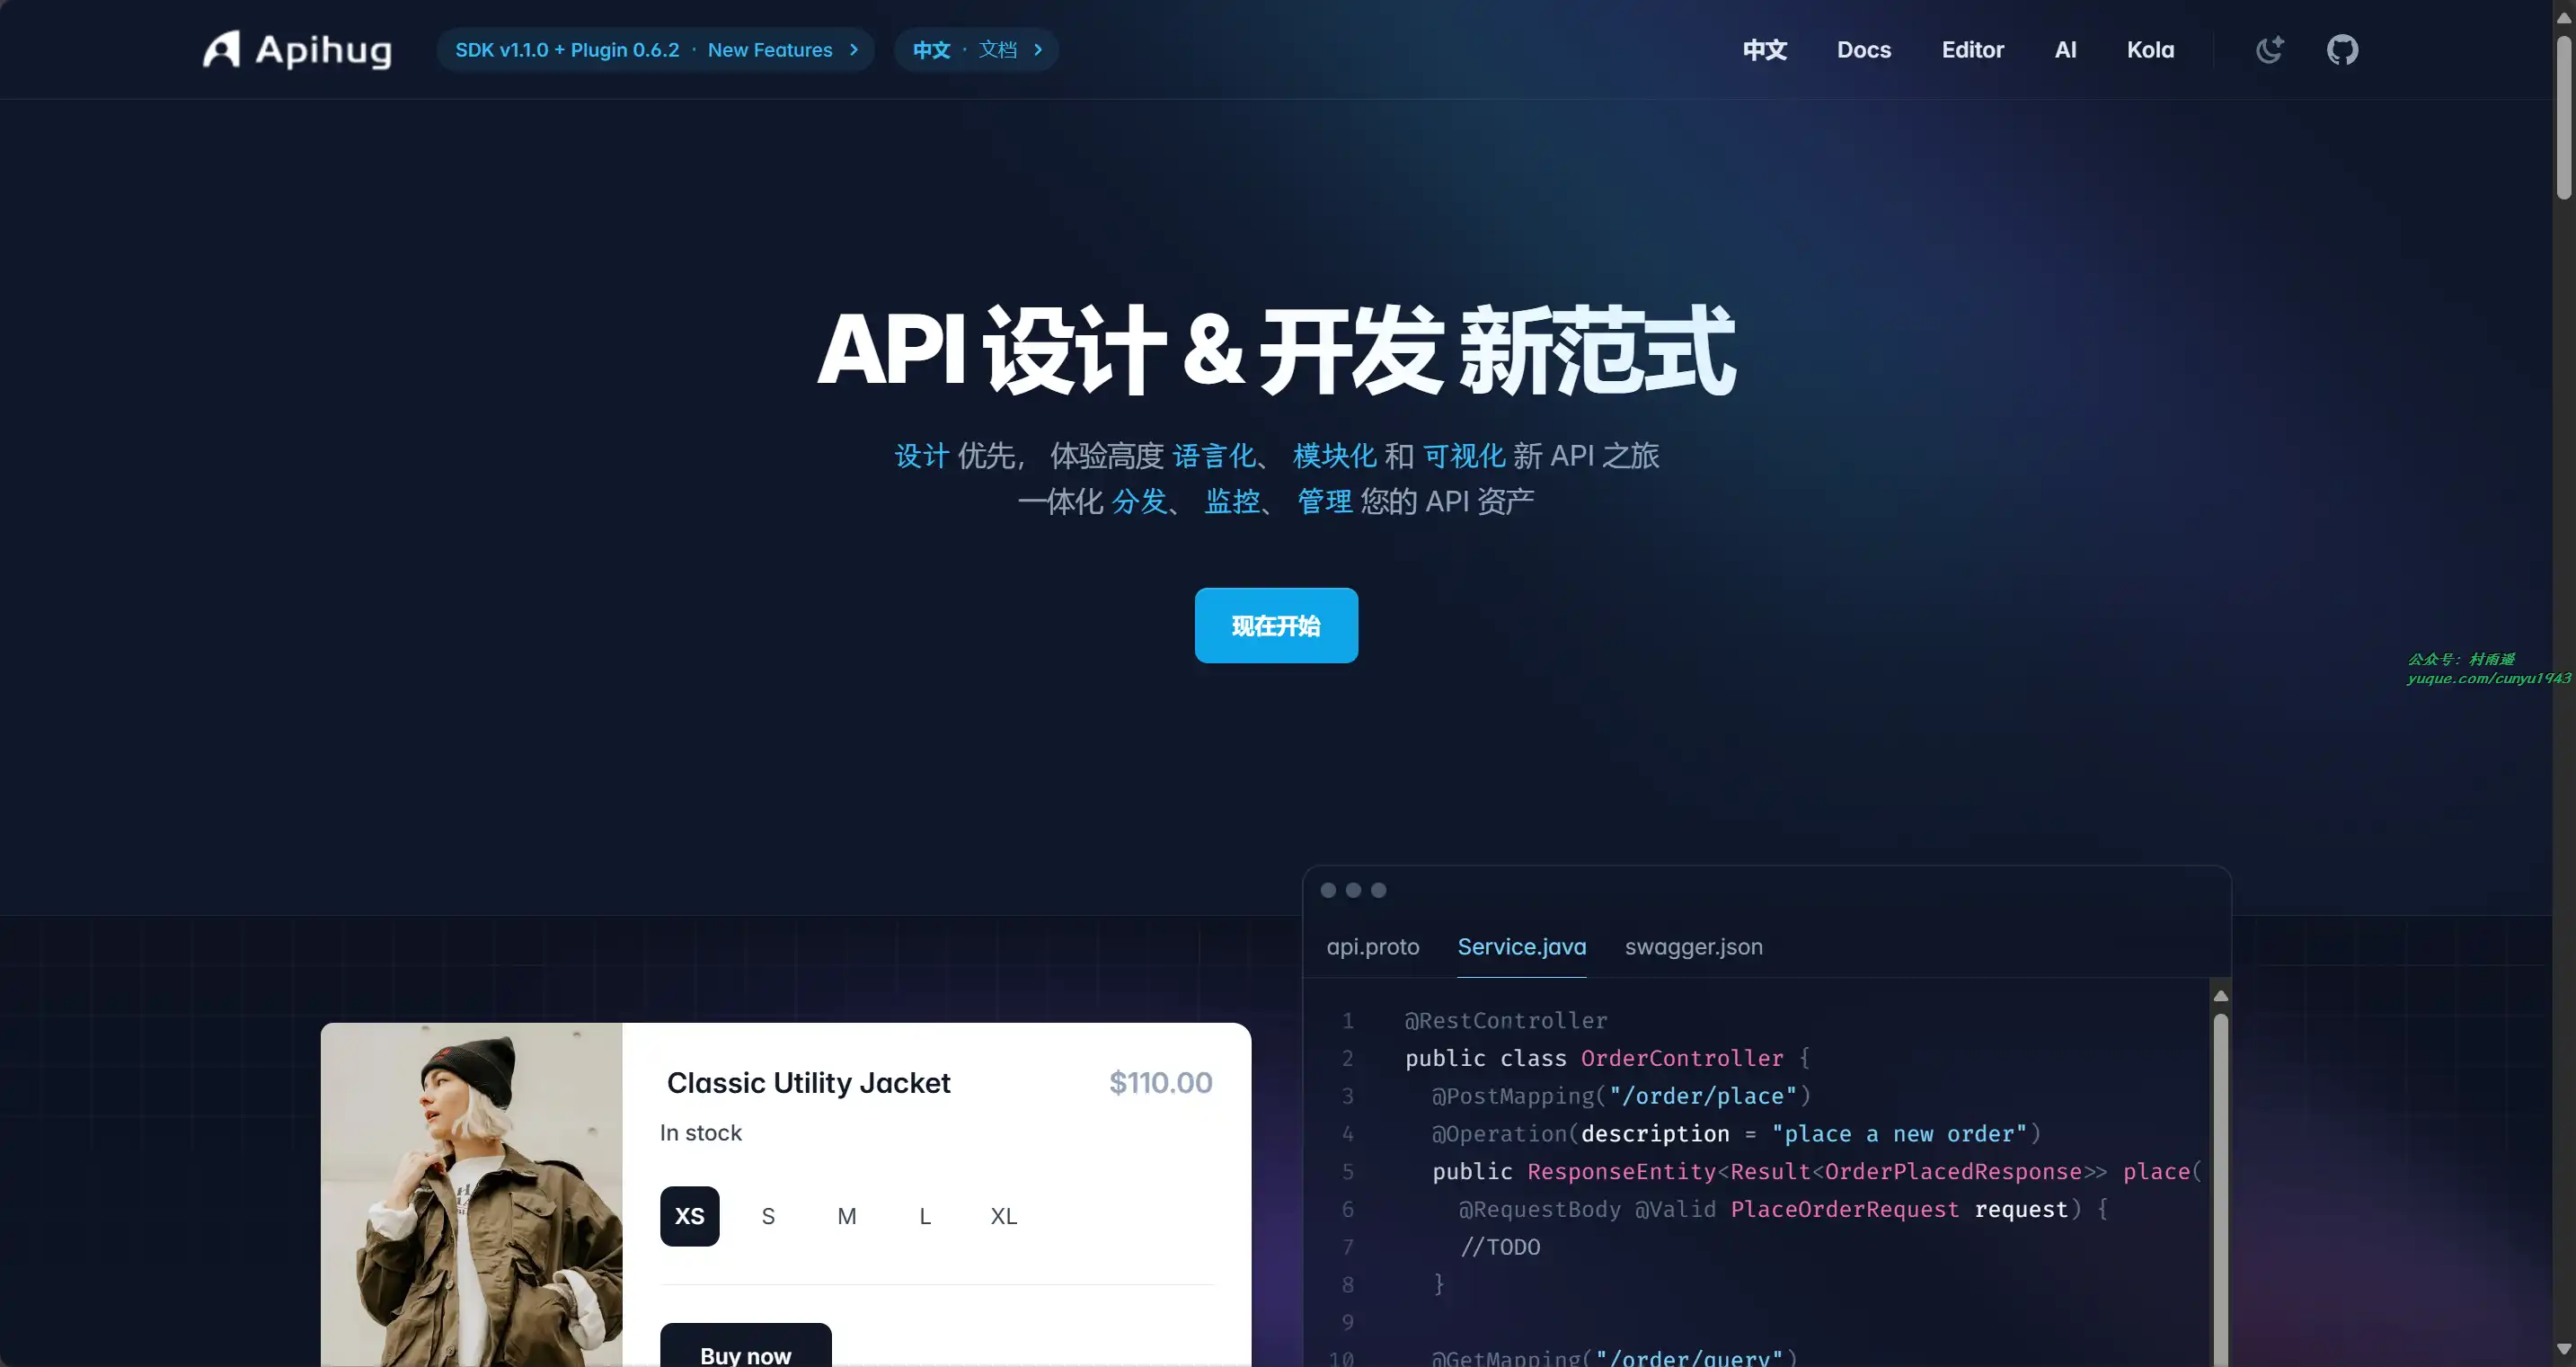 Apihug
SDK v1.1.0 + Plugin 0.6.2 · New Features
中文 · 文档
中文 Docs Editor AI Kola
API 设计 & 开发 新范式
设计 优先， 体验高度 语言化、 模块化 和 可视化 新 API 之旅
一体化 分发、 监控、 管理 您的 API 资产
现在开始
公众号：村雨遥
yuque.com/cunyu1943
Classic Utility Jacket $110.00
In stock
XS S M L XL
Buy now
api.proto Service.java swagger.json
1 @RestController
2 public class OrderController {
3 @PostMapping("/order/place")
4 @Operation(description = "place a new order")
5 public ResponseEntity<Result<OrderPlacedResponse>> place(
6 @RequestBody @Valid PlaceOrderRequest request) {
7 //TODO
8 }
9
10 @GetMapping("/order/query")